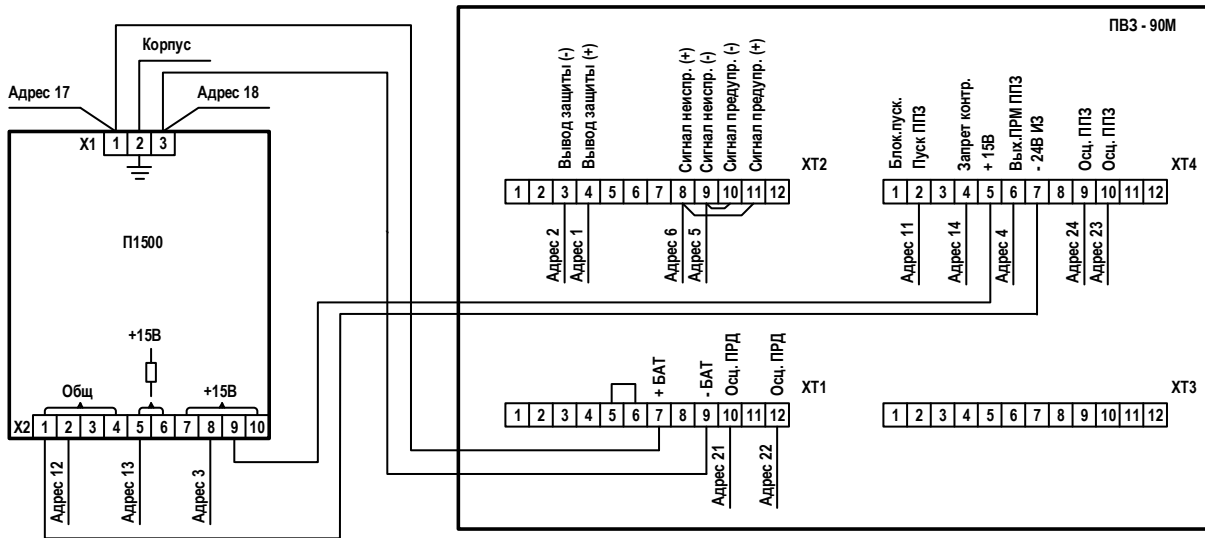 ПВЗ - 90М
Корпус
Адрес 17
Адрес 18
X1
1 2 3
П1500
+15В
Общ
+15В
X2
1 2 3 4 5 6 7 8 9 10
Адрес 12
Адрес 13
Адрес 3
Вывод защиты (-)
Вывод защиты (+)
Сигнал неиспр. (+)
Сигнал неиспр. (-)
Сигнал предупр. (-)
Сигнал предупр. (+)
XT2
1 2 3 4 5 6 7 8 9 10 11 12
Адрес 2
Адрес 1
Адрес 6
Адрес 5
Блок.пуск.
Пуск ППЗ
Запрет контр.
+ 15В
Вых.ПРМ ППЗ
- 24В ИЗ
Осц. ППЗ
Осц. ППЗ
XT4
1 2 3 4 5 6 7 8 9 10 11 12
Адрес 11
Адрес 14
Адрес 4
Адрес 24
Адрес 23
+ БАТ
- БАТ
Осц. ПРД
Осц. ПРД
XT1
1 2 3 4 5 6 7 8 9 10 11 12
Адрес 21
Адрес 22
XT3
1 2 3 4 5 6 7 8 9 10 11 12